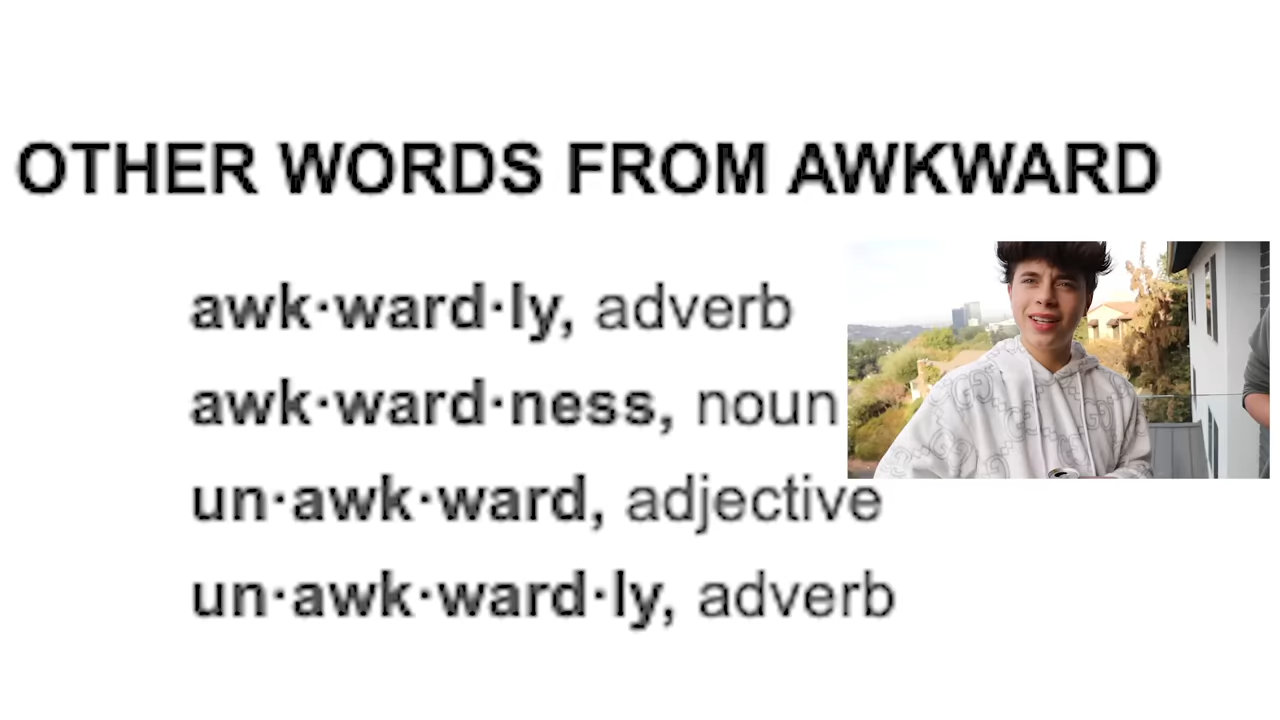 OTHER WORDS FROM AWKWARD
awk·ward·ly, adverb
awk·ward·ness, noun
un·awk·ward, adjective
un·awk·ward·ly, adverb